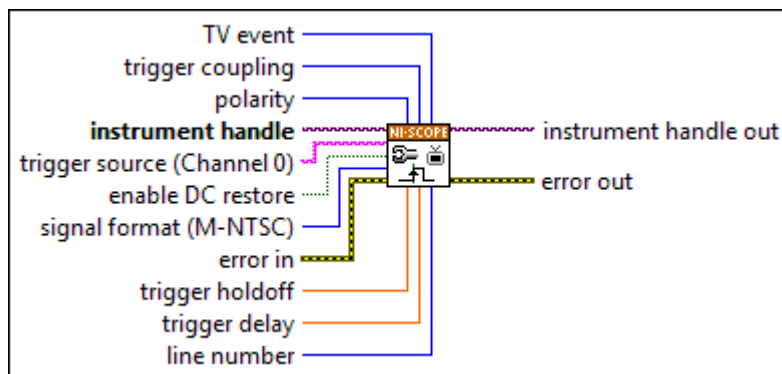 TV event
trigger coupling
polarity
instrument handle
trigger source (Channel 0)
enable DC restore
signal format (M-NTSC)
error in
trigger holdoff
trigger delay
line number
NI-SCOPE
instrument handle out
error out